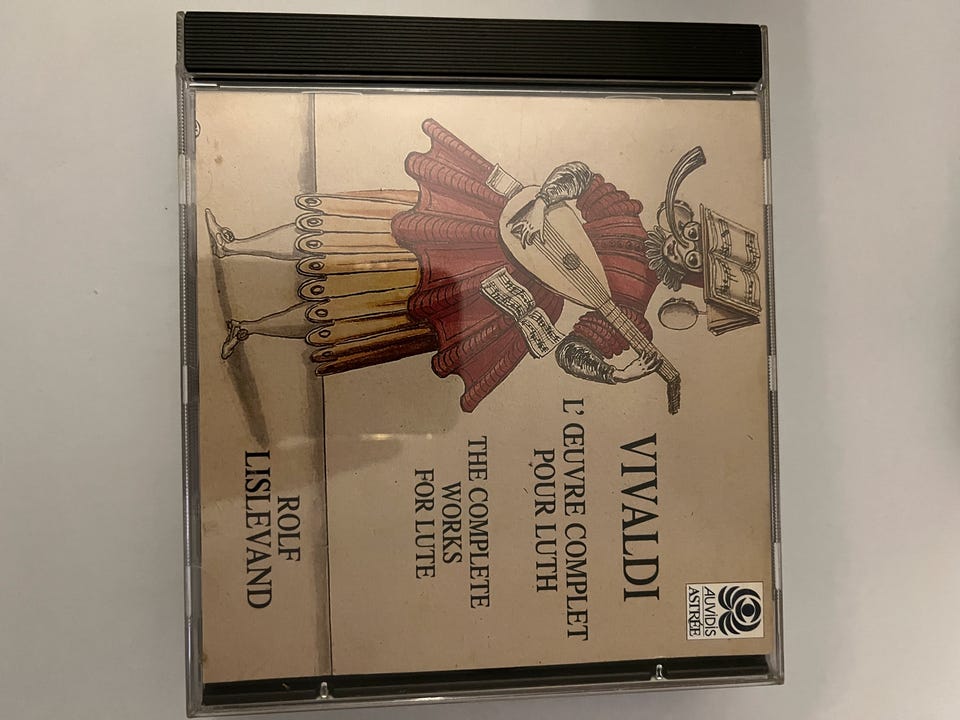 AUVIDIS
ASTRÉE
VIVALDI
L' ŒUVRE COMPLET
POUR LUTH
THE COMPLETE
WORKS
FOR LUTE
ROLF
LISLEVAND